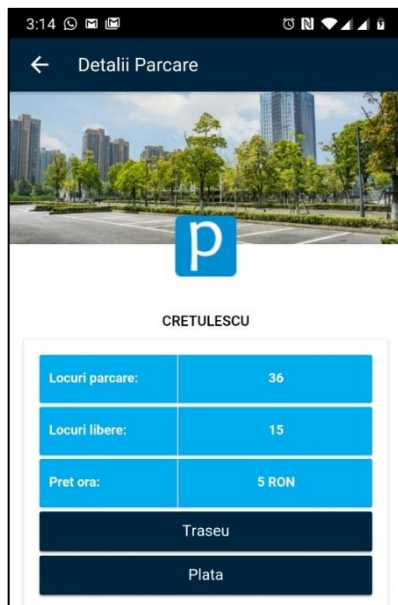 3:14
Detalii Parcare
p
CRETULESCU
Locuri parcare: 36
Locuri libere: 15
Pret ora: 5 RON
Traseu
Plata